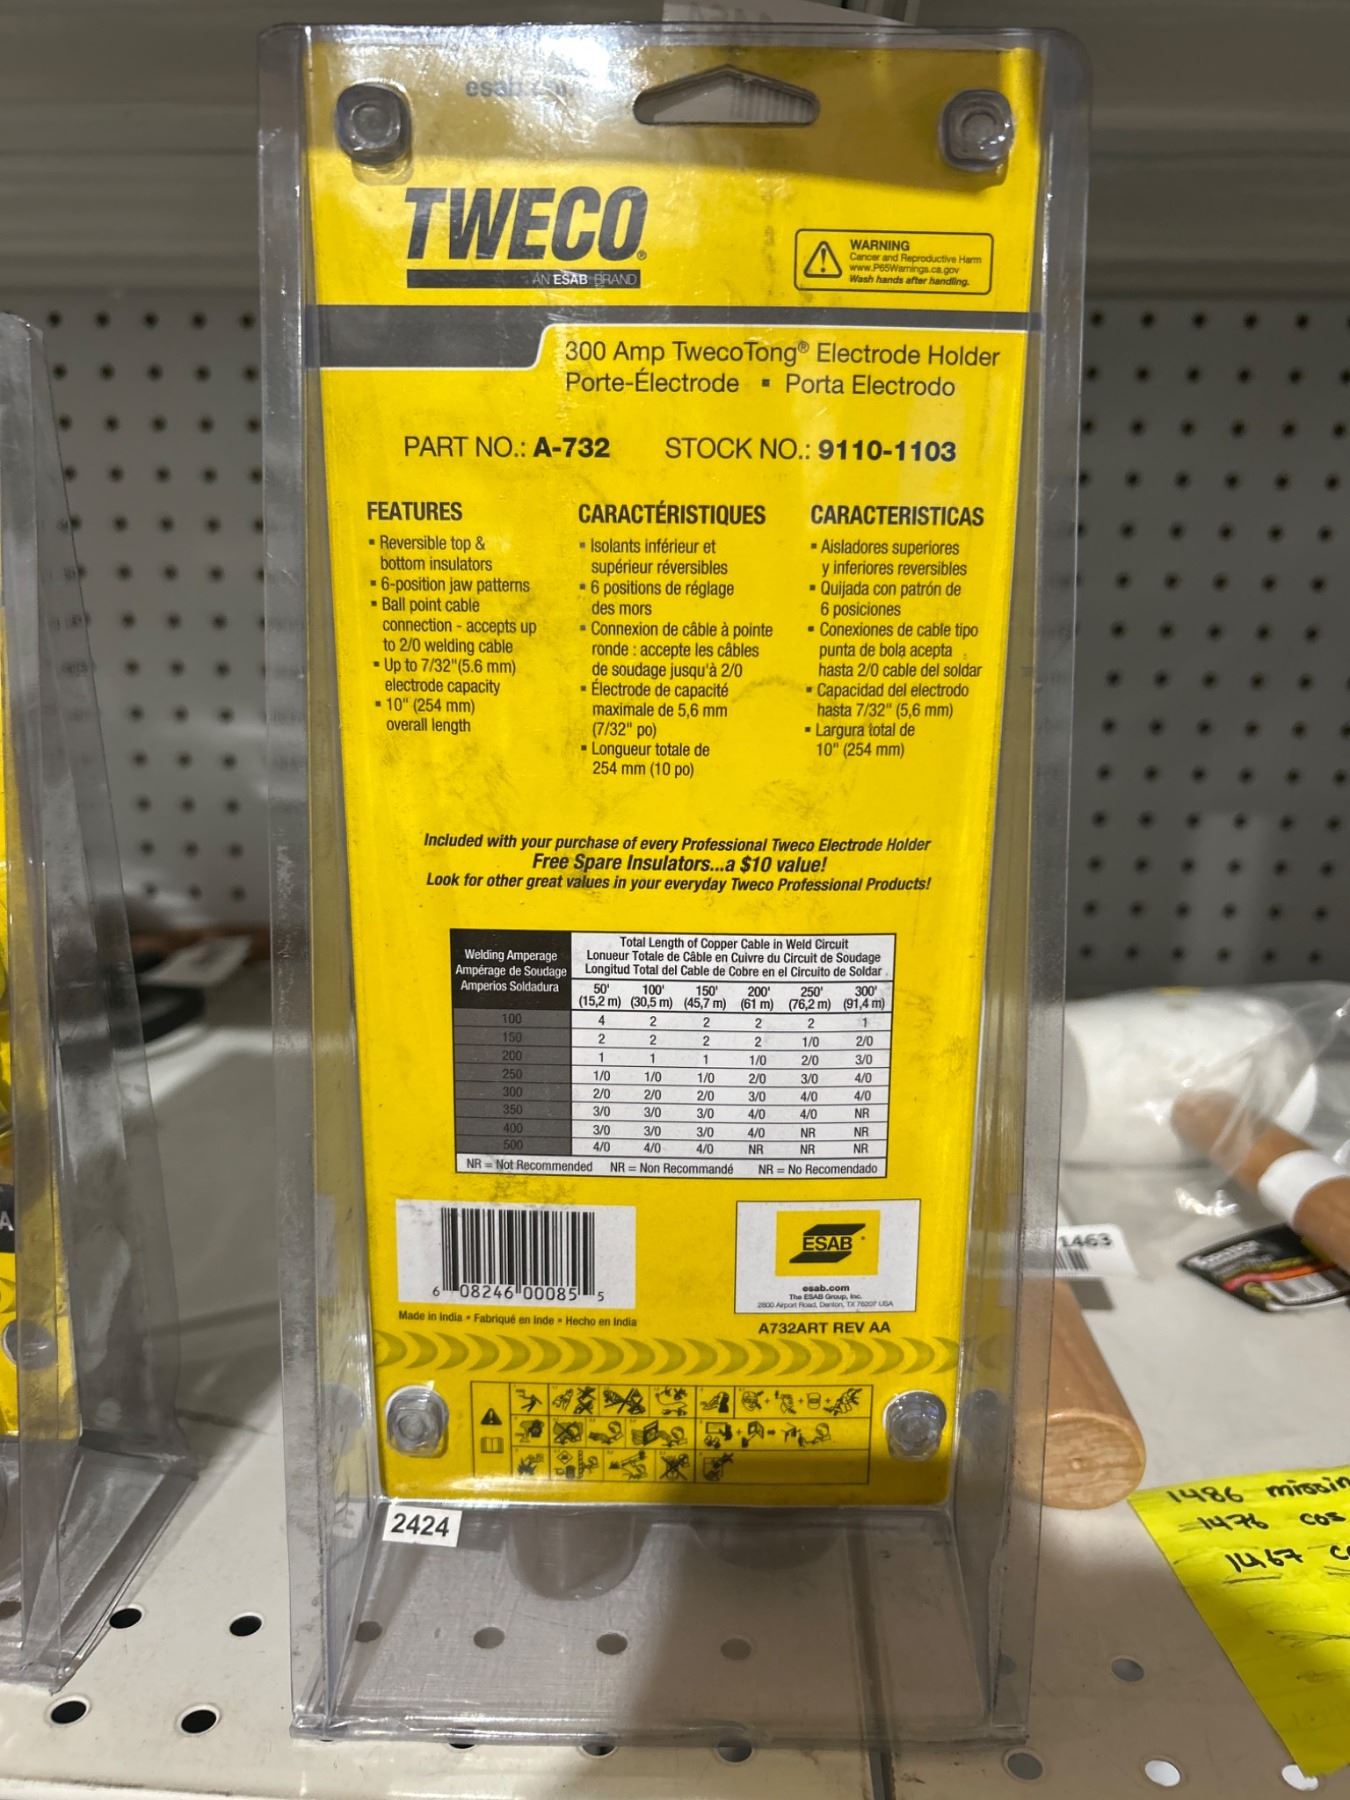 esab.com
TWECO®
AN ESAB BRAND
WARNING
Cancer and Reproductive Harm
www.P65Warnings.ca.gov
Wash hands after handling.
300 Amp TwecoTong® Electrode Holder
Porte-Électrode ▪ Porta Electrodo
PART NO.: A-732 STOCK NO.: 9110-1103
FEATURES
▪ Reversible top &
bottom insulators
▪ 6-position jaw patterns
▪ Ball point cable
connection - accepts up
to 2/0 welding cable
▪ Up to 7/32"(5.6 mm)
electrode capacity
▪ 10" (254 mm)
overall length
CARACTÉRISTIQUES
▪ Isolants inférieur et
supérieur réversibles
▪ 6 positions de réglage
des mors
▪ Connexion de câble à pointe
ronde : accepte les câbles
de soudage jusqu'à 2/0
▪ Électrode de capacité
maximale de 5,6 mm
(7/32" po)
▪ Longueur totale de
254 mm (10 po)
CARACTERISTICAS
▪ Aisladores superiores
y inferiores reversibles
▪ Quijada con patrón de
6 posiciones
▪ Conexiones de cable tipo
punta de bola acepta
hasta 2/0 cable del soldar
▪ Capacidad del electrodo
hasta 7/32" (5,6 mm)
▪ Largura total de
10" (254 mm)
Included with your purchase of every Professional Tweco Electrode Holder
Free Spare Insulators...a $10 value!
Look for other great values in your everyday Tweco Professional Products!
Welding Amperage
Ampérage de Soudage
Amperios Soldadura
Total Length of Copper Cable in Weld Circuit
Lonueur Totale de Câble en Cuivre du Circuit de Soudage
Longitud Total del Cable de Cobre en el Circuito de Soldar
50' 100' 150' 200' 250' 300'
(15,2 m) (30,5 m) (45,7 m) (61 m) (76,2 m) (91,4 m)
100 4 2 2 2 2 1
150 2 2 2 2 1/0 2/0
200 1 1 1 1/0 2/0 3/0
250 1/0 1/0 1/0 2/0 3/0 4/0
300 2/0 2/0 2/0 3/0 4/0 4/0
350 3/0 3/0 3/0 4/0 4/0 NR
400 3/0 3/0 3/0 4/0 NR NR
500 4/0 4/0 4/0 NR NR NR
NR = Not Recommended NR = Non Recommandé NR = No Recomendado
6 08246 00085 5
Made in India ▪ Fabriqué en Inde ▪ Hecho en India
ESAB
esab.com
The ESAB Group, Inc.
2800 Airport Road, Denton, TX 76207 USA
A732ART REV AA
2424
1463
1486 missin
1476
1467